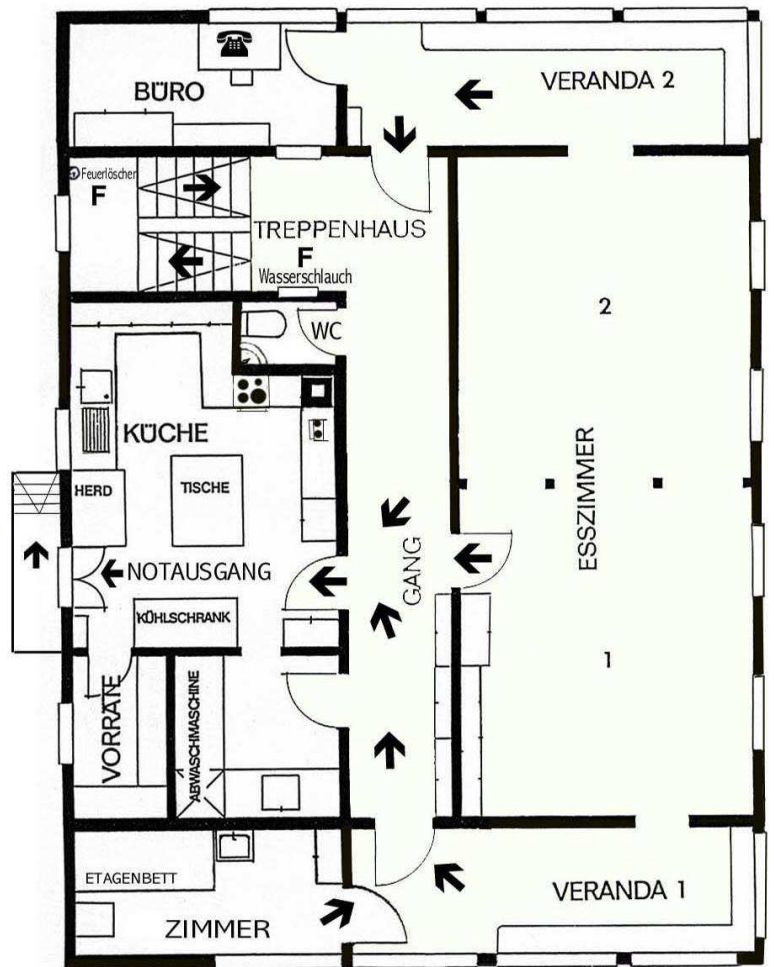 BÜRO
VERANDA 2
Feuerlöscher
F
TREPPENHAUS
F
Wasserschlauch
WC
2
KÜCHE
HERD
TISCHE
ESSZIMMER
GANG
NOTAUSGANG
KÜHLSCHRANK
1
VORRÄTE
ABWASCHMASCHINE
ETAGENBETT
ZIMMER
VERANDA 1